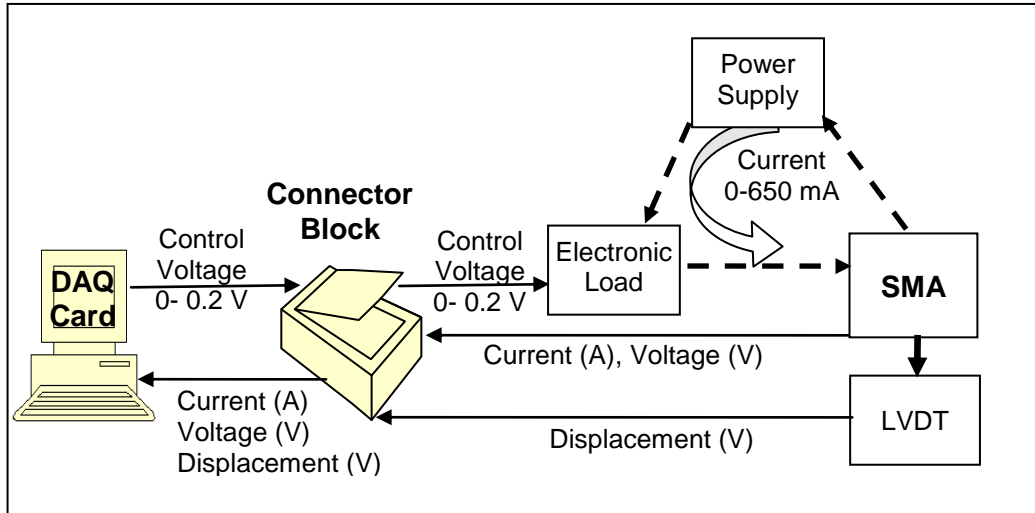 Power
Supply
Current
0-650 mA
Connector
Block
Control
Voltage
0- 0.2 V
Control
Voltage
0- 0.2 V
Electronic
Load
DAQ
Card
SMA
Current (A), Voltage (V)
Current (A)
Voltage (V)
Displacement (V)
Displacement (V)
LVDT